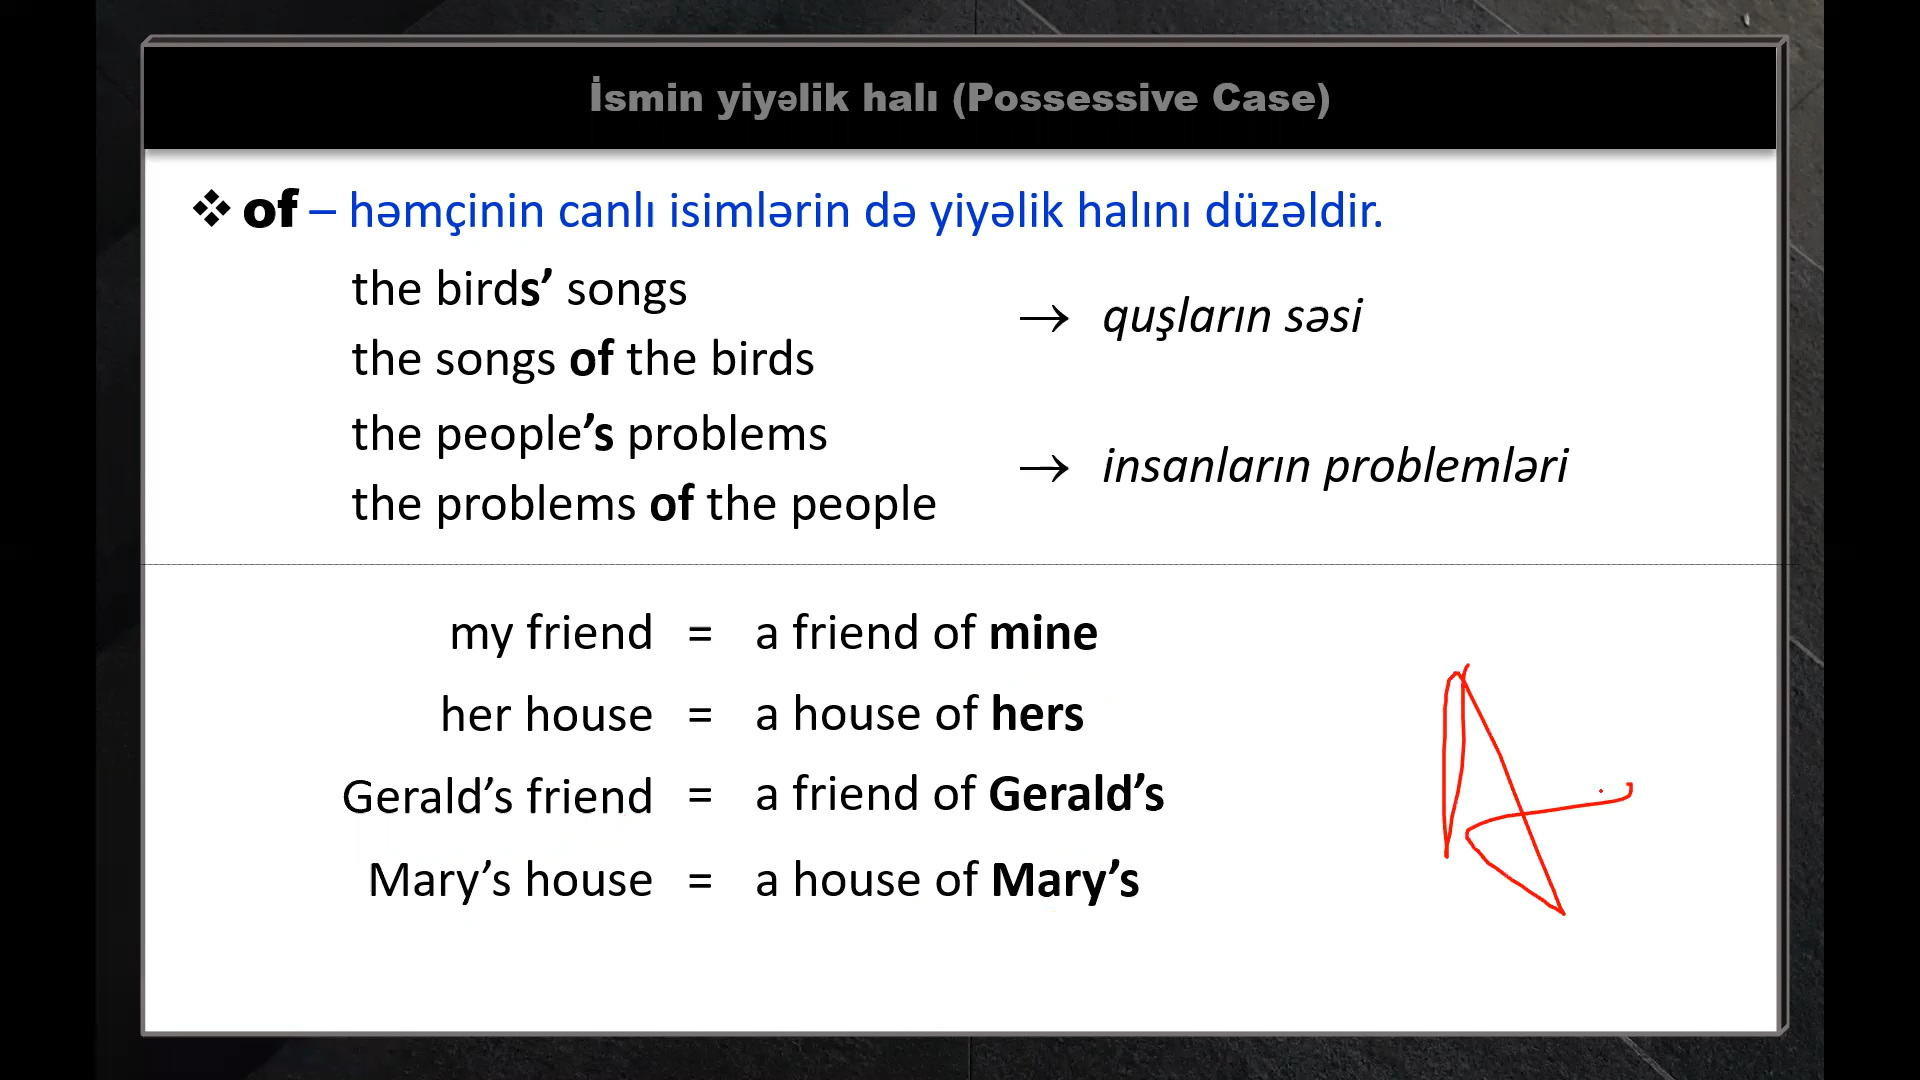 İsmin yiyəlik halı (Possessive Case)
❖ of – həmçinin canlı isimlərin də yiyəlik halını düzəldir.
the birds’ songs
→ quşların səsi
the songs of the birds
the people’s problems
→ insanların problemləri
the problems of the people
my friend = a friend of mine
her house = a house of hers
Gerald’s friend = a friend of Gerald’s
Mary’s house = a house of Mary’s